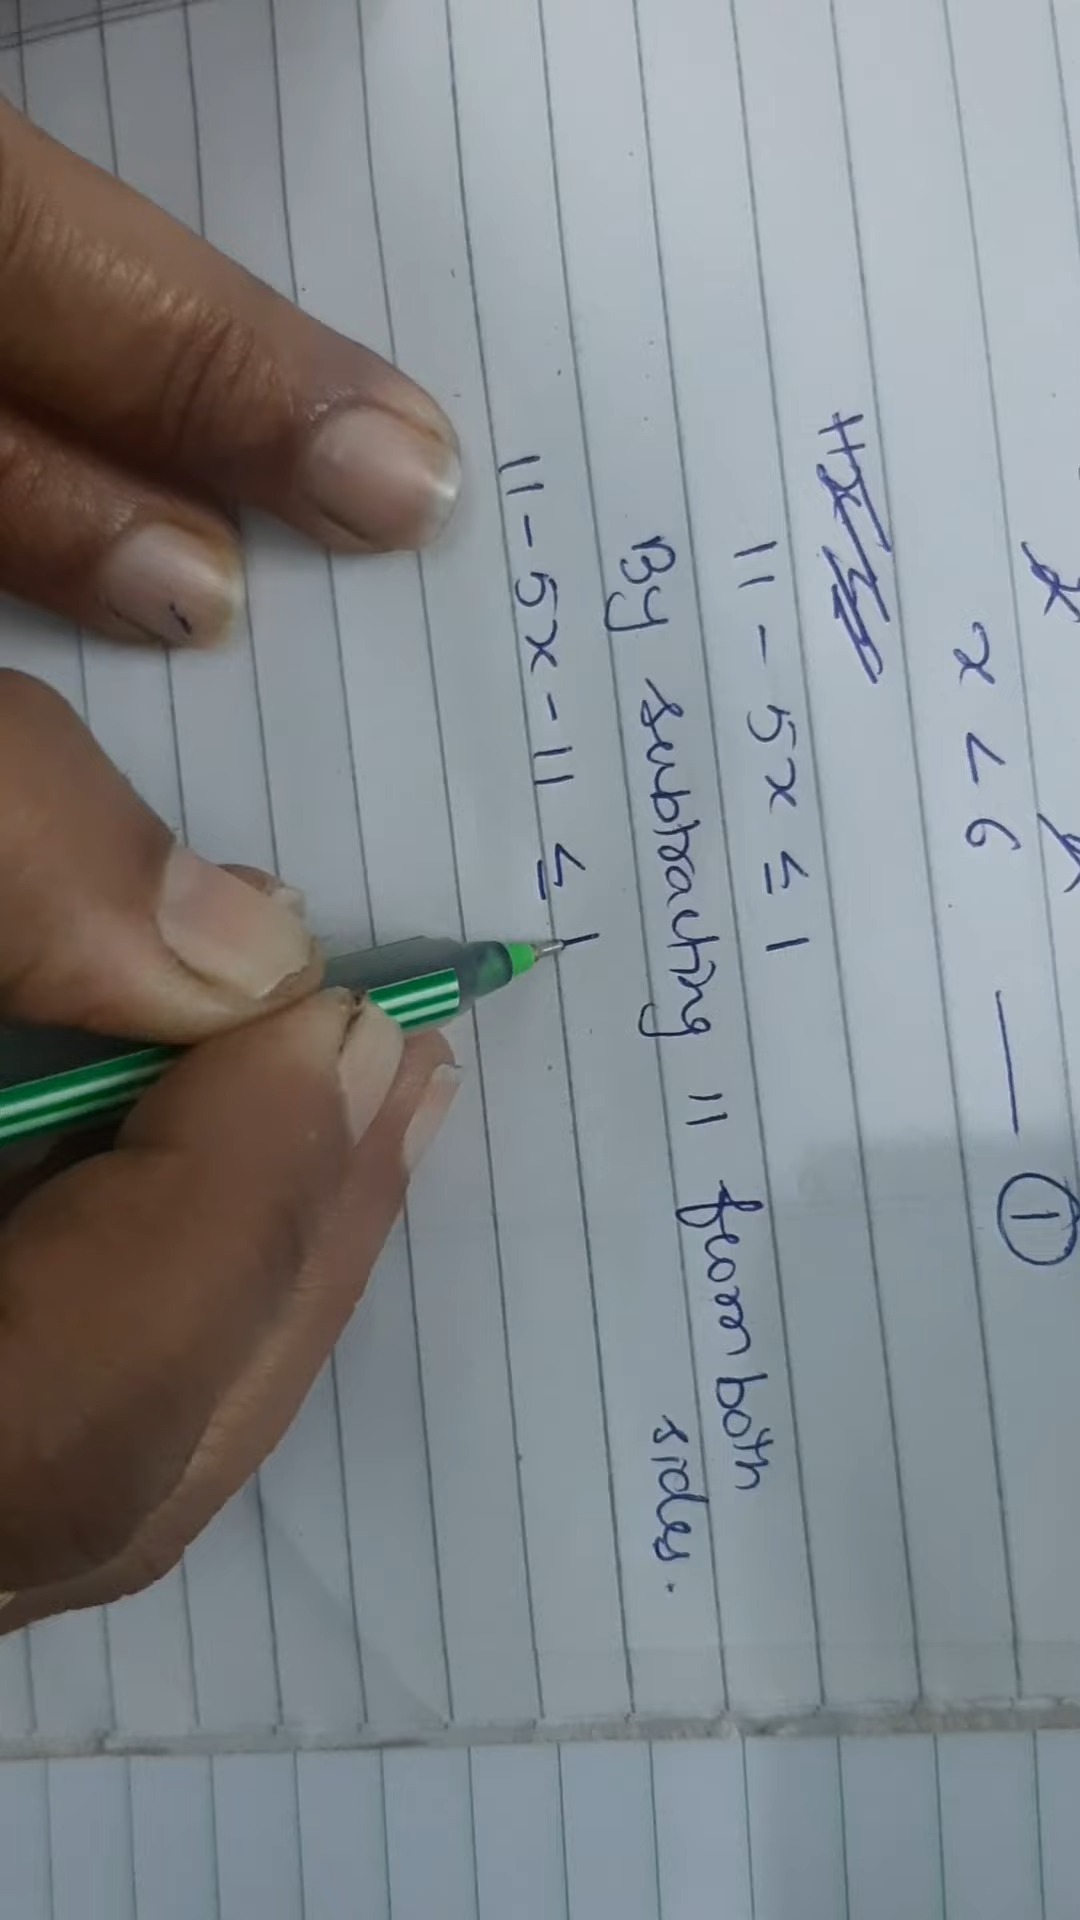 x < 6 — ①
11 - 5x ≤ 1
By subtracting 11 from both
sides.
11 - 5x - 11 ≤ 1